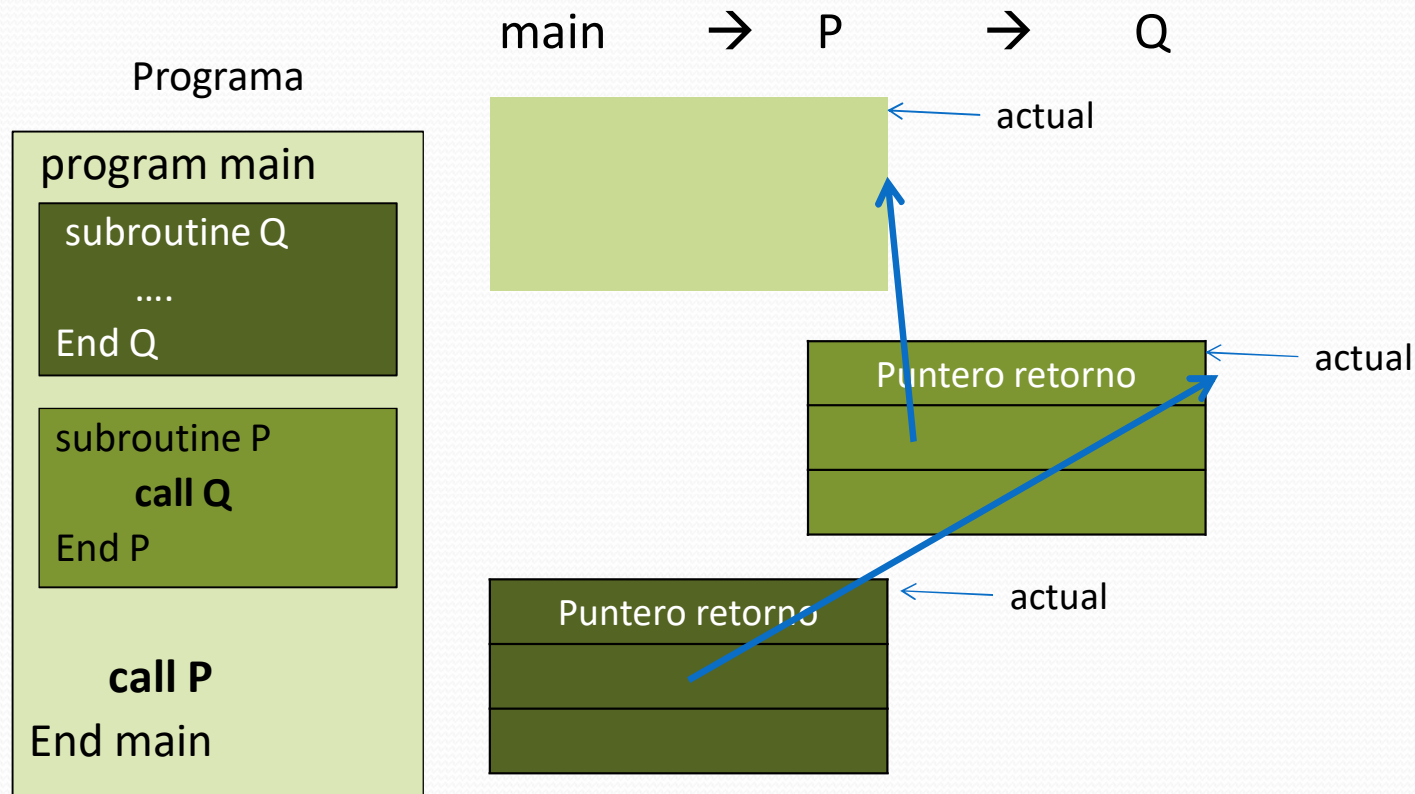 main → P → Q
Programa
program main
subroutine Q
....
End Q
subroutine P
call Q
End P
call P
End main
actual
Puntero retorno
actual
Puntero retorno
actual